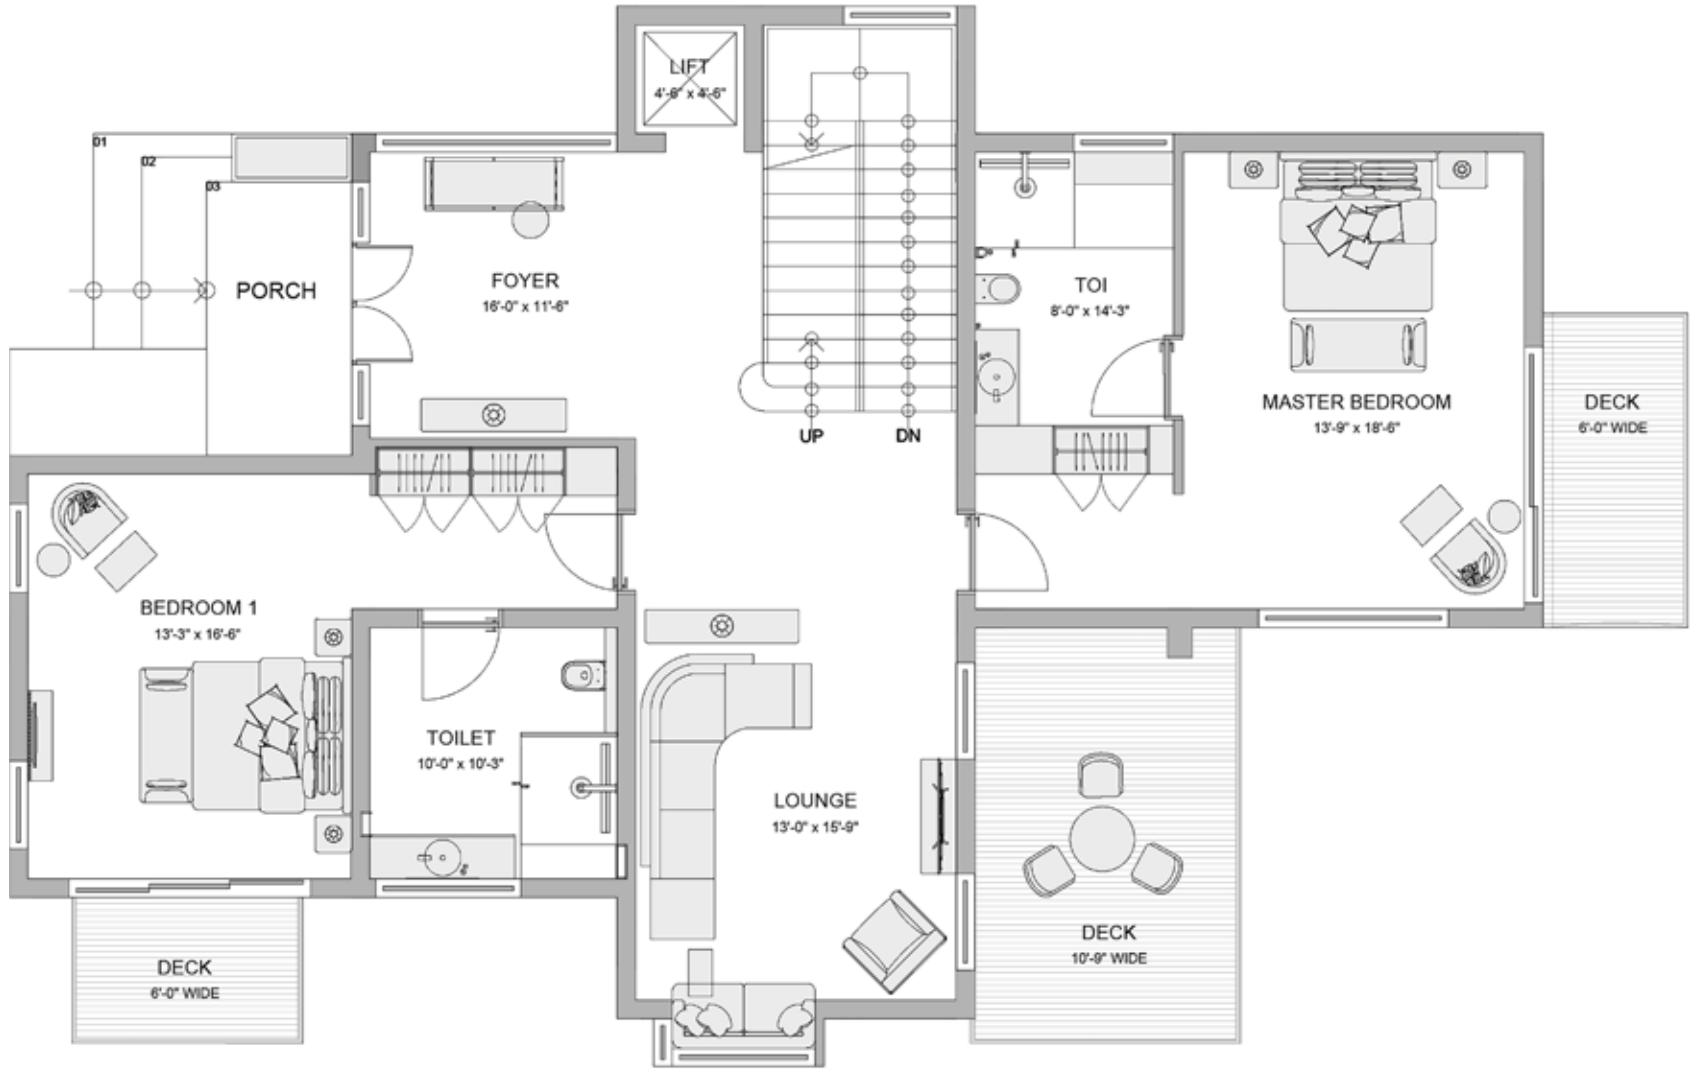 LIFT
4'-6" x 4'-6"
01
02
03
PORCH
FOYER
16'-0" x 11'-6"
UP
DN
TOI
8'-0" x 14'-3"
MASTER BEDROOM
13'-9" x 18'-6"
DECK
6'-0" WIDE
BEDROOM 1
13'-3" x 16'-6"
TOILET
10'-0" x 10'-3"
LOUNGE
13'-0" x 15'-9"
DECK
10'-9" WIDE
DECK
6'-0" WIDE